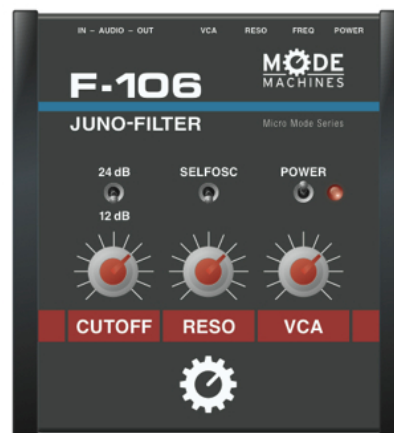 IN – AUDIO – OUT VCA RESO FREQ POWER
F-106
MODE
MACHINES
JUNO-FILTER
Micro Mode Series
24 dB SELFOSC POWER
12 dB
CUTOFF RESO VCA